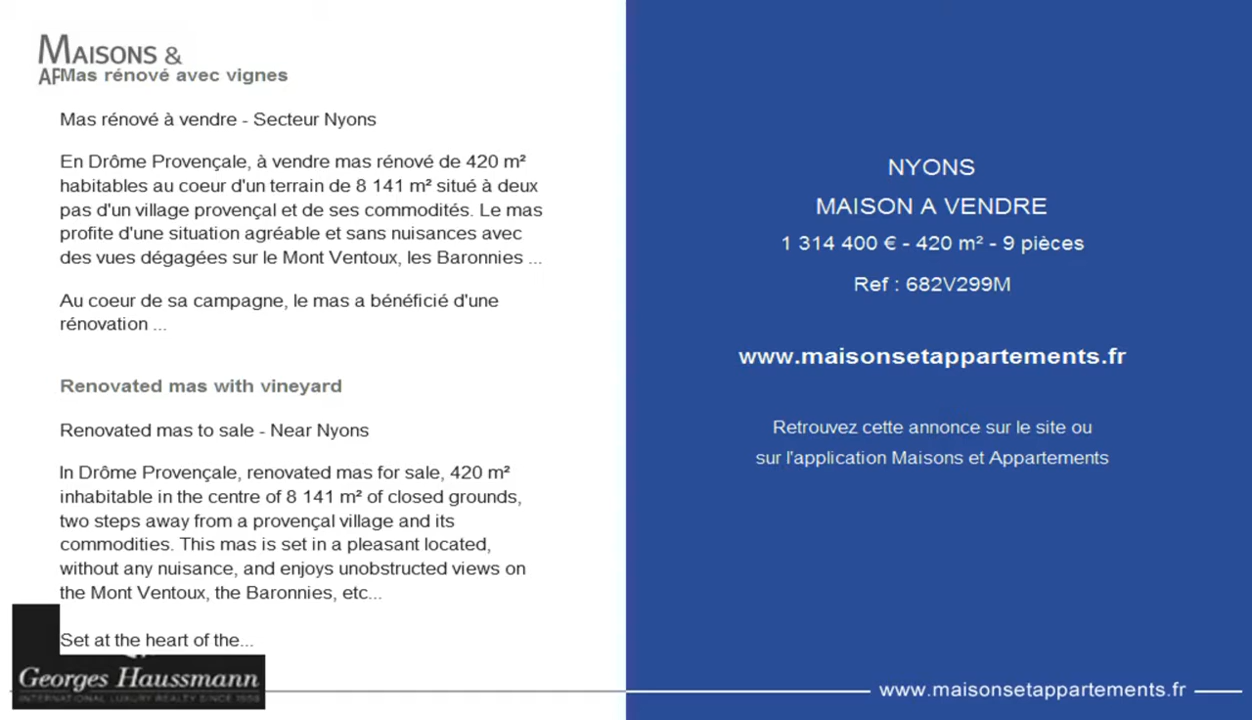 MAISONS &
AP
Mas rénové avec vignes
Mas rénové à vendre - Secteur Nyons
En Drôme Provençale, à vendre mas rénové de 420 m²
habitables au coeur d'un terrain de 8 141 m² situé à deux
pas d'un village provençal et de ses commodités. Le mas
profite d'une situation agréable et sans nuisances avec
des vues dégagées sur le Mont Ventoux, les Baronnies ...
Au coeur de sa campagne, le mas a bénéficié d'une
rénovation ...
Renovated mas with vineyard
Renovated mas to sale - Near Nyons
In Drôme Provençale, renovated mas for sale, 420 m²
inhabitable in the centre of 8 141 m² of closed grounds,
two steps away from a provençal village and its
commodities. This mas is set in a pleasant located,
without any nuisance, and enjoys unobstructed views on
the Mont Ventoux, the Baronnies, etc...
Set at the heart of the...
Georges Haussmann
INTERNATIONAL LUXURY REALTY SINCE
NYONS
MAISON A VENDRE
1 314 400 € - 420 m² - 9 pièces
Ref : 682V299M
www.maisonsetappartements.fr
Retrouvez cette annonce sur le site ou
sur l'application Maisons et Appartements
www.maisonsetappartements.fr